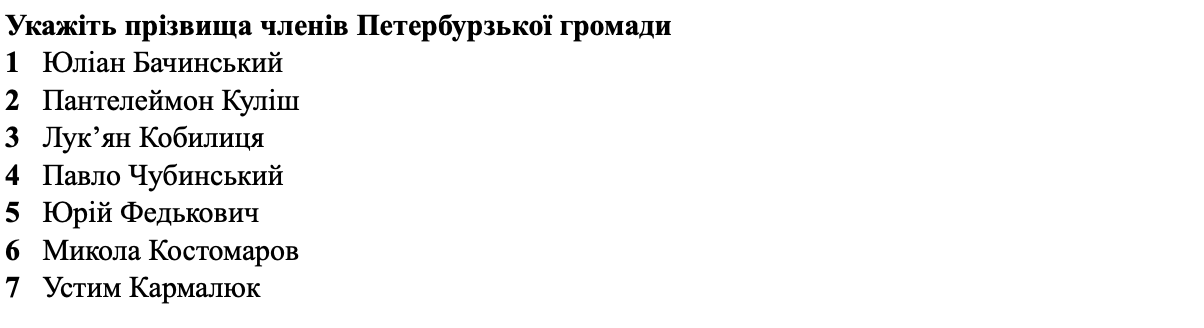 Укажіть прізвища членів Петербурзької громади
1 Юліан Бачинський
2 Пантелеймон Куліш
3 Лук’ян Кобилиця
4 Павло Чубинський
5 Юрій Федькович
6 Микола Костомаров
7 Устим Кармалюк